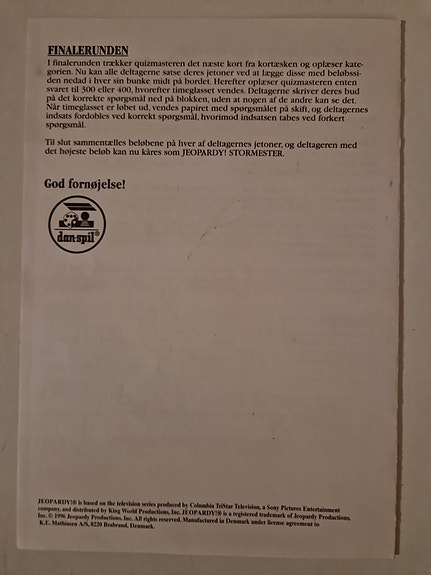 FINALERUNDEN
I finalerunden trækker quizmasteren det næste kort fra kortæsken og oplæser kate-
gorien. Nu kan alle deltagerne satse deres jetoner ved at lægge disse med beløbssi-
den nedad i hver sin bunke midt på bordet. Herefter oplæser quizmasteren enten
svaret til 300 eller 400, hvorefter timeglasset vendes. Deltagerne skriver deres bud
på det korrekte spørgsmål ned på blokken, uden at nogen af de andre kan se det.
Når timeglasset er løbet ud, vendes papiret med spørgsmålet på skift, og deltagernes
indsats fordobles ved korrekt spørgsmål, hvorimod indsatsen tabes ved forkert
spørgsmål.
Til slut sammentælles beløbene på hver af deltagernes jetoner, og deltageren med
det højeste beløb kan nu kåres som JEOPARDY! STORMESTER.
God fornøjelse!
dan-spil®
JEOPARDY!® is based on the television series produced by Columbia TriStar Television, a Sony Pictures Entertainment
company, and distributed by King World Productions, Inc. JEOPARDY!® is a registered trademark of Jeopardy Productions,
Inc. © 1996 Jeopardy Productions, Inc. All rights reserved. Manufactured in Denmark under license agreement to
K.E. Mathiasen A/S, 8220 Brabrand, Denmark.